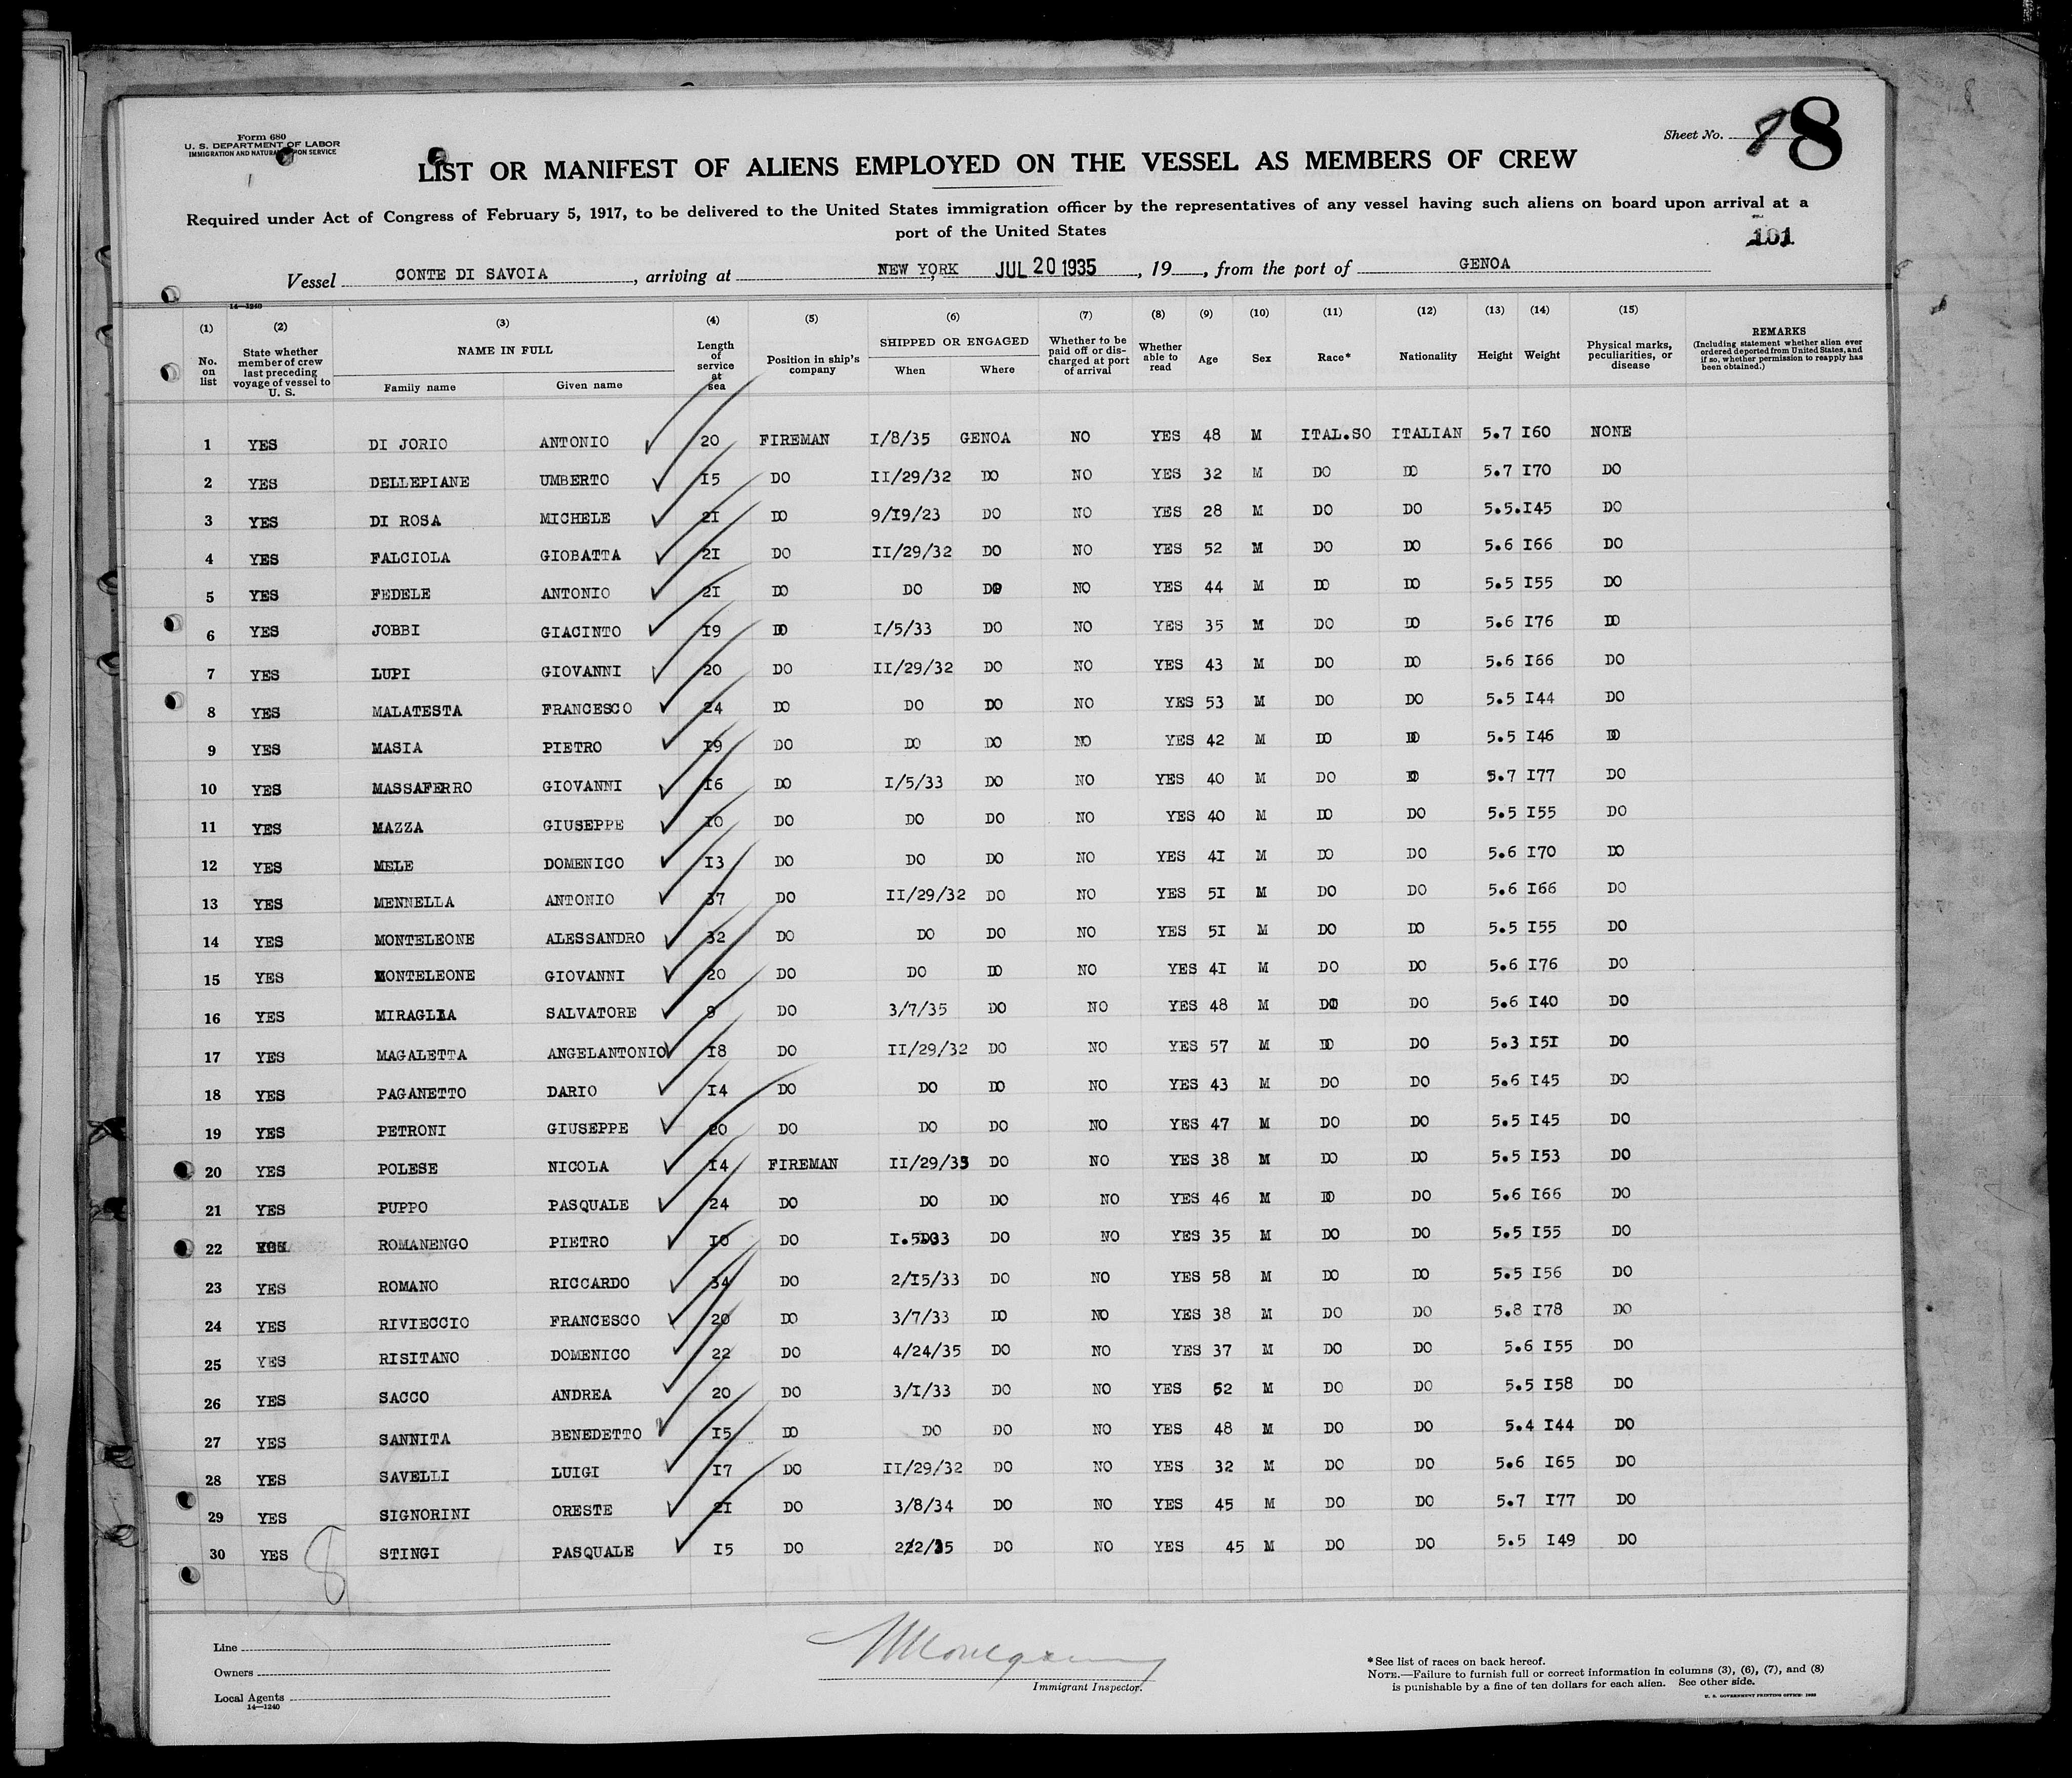 Form 680
U. S. DEPARTMENT OF LABOR
IMMIGRATION AND SERVICE
Sheet No. 8 8
LIST OR MANIFEST OF ALIENS EMPLOYED ON THE VESSEL AS MEMBERS OF CREW
Required under Act of Congress of February 5, 1917, to be delivered to the United States immigration officer by the representatives of any vessel having such aliens on board upon arrival at a
port of the United States
101
Vessel CONTE DI SAVOIA, arriving at NEW YORK JUL 20 1935, 19, from the port of GENOA
14—1240
(1) (2) (3) (4) (5) (6) (7) (8) (9) (10) (11) (12) (13) (14) (15)
No. on list
State whether member of crew last preceding voyage of vessel to U. S.
NAME IN FULL
Family name Given name
Length of service at sea
Position in ship's company
SHIPPED OR ENGAGED
When Where
Whether to be paid off or discharged at port of arrival
Whether able to read
Age
Sex
Race*
Nationality
Height
Weight
Physical marks, peculiarities, or disease
REMARKS
(Including statement whether alien ever ordered deported from United States, and if so, whether permission to reapply has been obtained.)
1 YES DI JORIO ANTONIO 20 FIREMAN I/8/35 GENOA NO YES 48 M ITAL.SO ITALIAN 5.7 I60 NONE
2 YES DELLEPIANE UMBERTO I5 DO II/29/32 DO NO YES 32 M DO DO 5.7 I70 DO
3 YES DI ROSA MICHELE 2I DO 9/I9/23 DO NO YES 28 M DO DO 5.5.I45 DO
4 YES FALCIOLA GIOBATTA 2I DO II/29/32 DO NO YES 52 M DO DO 5.6 I66 DO
5 YES FEDELE ANTONIO 2I DO DO DO NO YES 44 M DO DO 5.5 I55 DO
6 YES JOBBI GIACINTO I9 DO I/5/33 DO NO YES 35 M DO DO 5.6 I76 DO
7 YES LUPI GIOVANNI 20 DO II/29/32 DO NO YES 43 M DO DO 5.6 I66 DO
8 YES MALATESTA FRANCESCO 24 DO DO DO NO YES 53 M DO DO 5.5 I44 DO
9 YES MASIA PIETRO I9 DO DO DO NO YES 42 M DO DO 5.5 I46 DO
10 YES MASSAFERRO GIOVANNI I6 DO I/5/33 DO NO YES 40 M DO DO 5.7 I77 DO
11 YES MAZZA GIUSEPPE I0 DO DO DO NO YES 40 M DO DO 5.5 I55 DO
12 YES MELE DOMENICO I3 DO DO DO NO YES 4I M DO DO 5.6 I70 DO
13 YES MENNELLA ANTONIO 37 DO II/29/32 DO NO YES 5I M DO DO 5.6 I66 DO
14 YES MONTELEONE ALESSANDRO 32 DO DO DO NO YES 5I M DO DO 5.5 I55 DO
15 YES MONTELEONE GIOVANNI 20 DO DO DO NO YES 4I M DO DO 5.6 I76 DO
16 YES MIRAGLIA SALVATORE 9 DO 3/7/35 DO NO YES 48 M DO DO 5.6 I40 DO
17 YES MAGALETTA ANGELANTONIO I8 DO II/29/32 DO NO YES 57 M DO DO 5.3 I5I DO
18 YES PAGANETTO DARIO I4 DO DO DO NO YES 43 M DO DO 5.6 I45 DO
19 YES PETRONI GIUSEPPE 20 DO DO DO NO YES 47 M DO DO 5.5 I45 DO
20 YES POLESE NICOLA I4 FIREMAN II/29/33 DO NO YES 38 M DO DO 5.5 I53 DO
21 YES PUPPO PASQUALE 24 DO DO DO NO YES 46 M DO DO 5.6 I66 DO
22 ROMANENGO PIETRO I0 DO DO NO YES 35 M DO DO 5.5 I55 DO
23 YES ROMANO RICCARDO 34 DO 2/I5/33 DO NO YES 58 M DO DO 5.5 I56 DO
24 YES RIVIECCIO FRANCESCO 20 DO 3/7/33 DO NO YES 38 M DO DO 5.8 I78 DO
25 YES RISITANO DOMENICO 22 DO 4/24/35 DO NO YES 37 M DO DO 5.6 I55 DO
26 YES SACCO ANDREA 20 DO 3/I/33 DO NO YES 52 M DO DO 5.5 I58 DO
27 YES SANNITA BENEDETTO I5 DO DO DO NO YES 48 M DO DO 5.4 I44 DO
28 YES SAVELLI LUIGI I7 DO II/29/32 DO NO YES 32 M DO DO 5.6 I65 DO
29 YES SIGNORINI ORESTE 2I DO 3/8/34 DO NO YES 45 M DO DO 5.7 I77 DO
30 YES STINGI PASQUALE I5 DO DO NO YES 45 M DO DO 5.5 I49 DO
8
Line
Owners
Local Agents
14—1240
Immigrant Inspector.
*See list of races on back hereof.
NOTE.—Failure to furnish full or correct information in columns (3), (6), (7), and (8)
is punishable by a fine of ten dollars for each alien. See other side.
U. S. GOVERNMENT PRINTING OFFICE: 1932